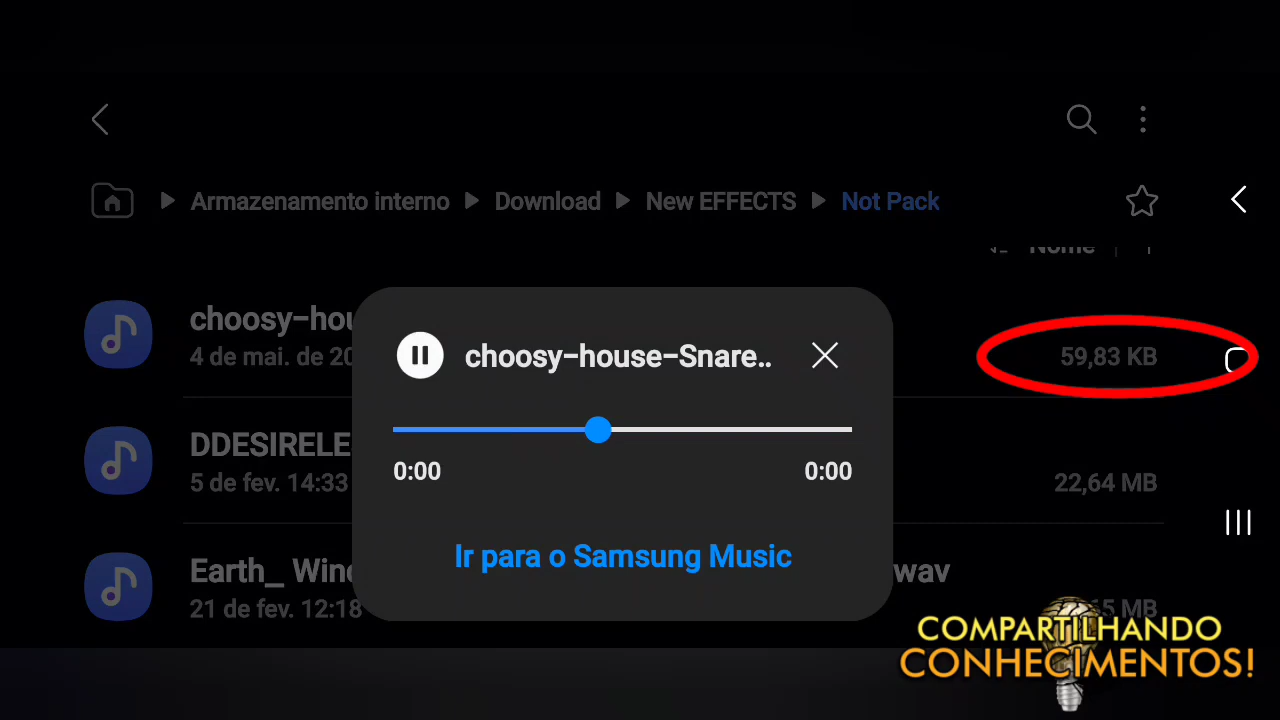 Armazenamento interno Download New EFFECTS Not Pack
Nome
choosy-hou
4 de mai. de 20
59,83 KB
choosy-house-Snare..
0:00 0:00
Ir para o Samsung Music
DDESIRELE
5 de fev. 14:33
22,64 MB
Earth_ Wind
wav
21 de fev. 12:18
MB
COMPARTILHANDO
CONHECIMENTOS!